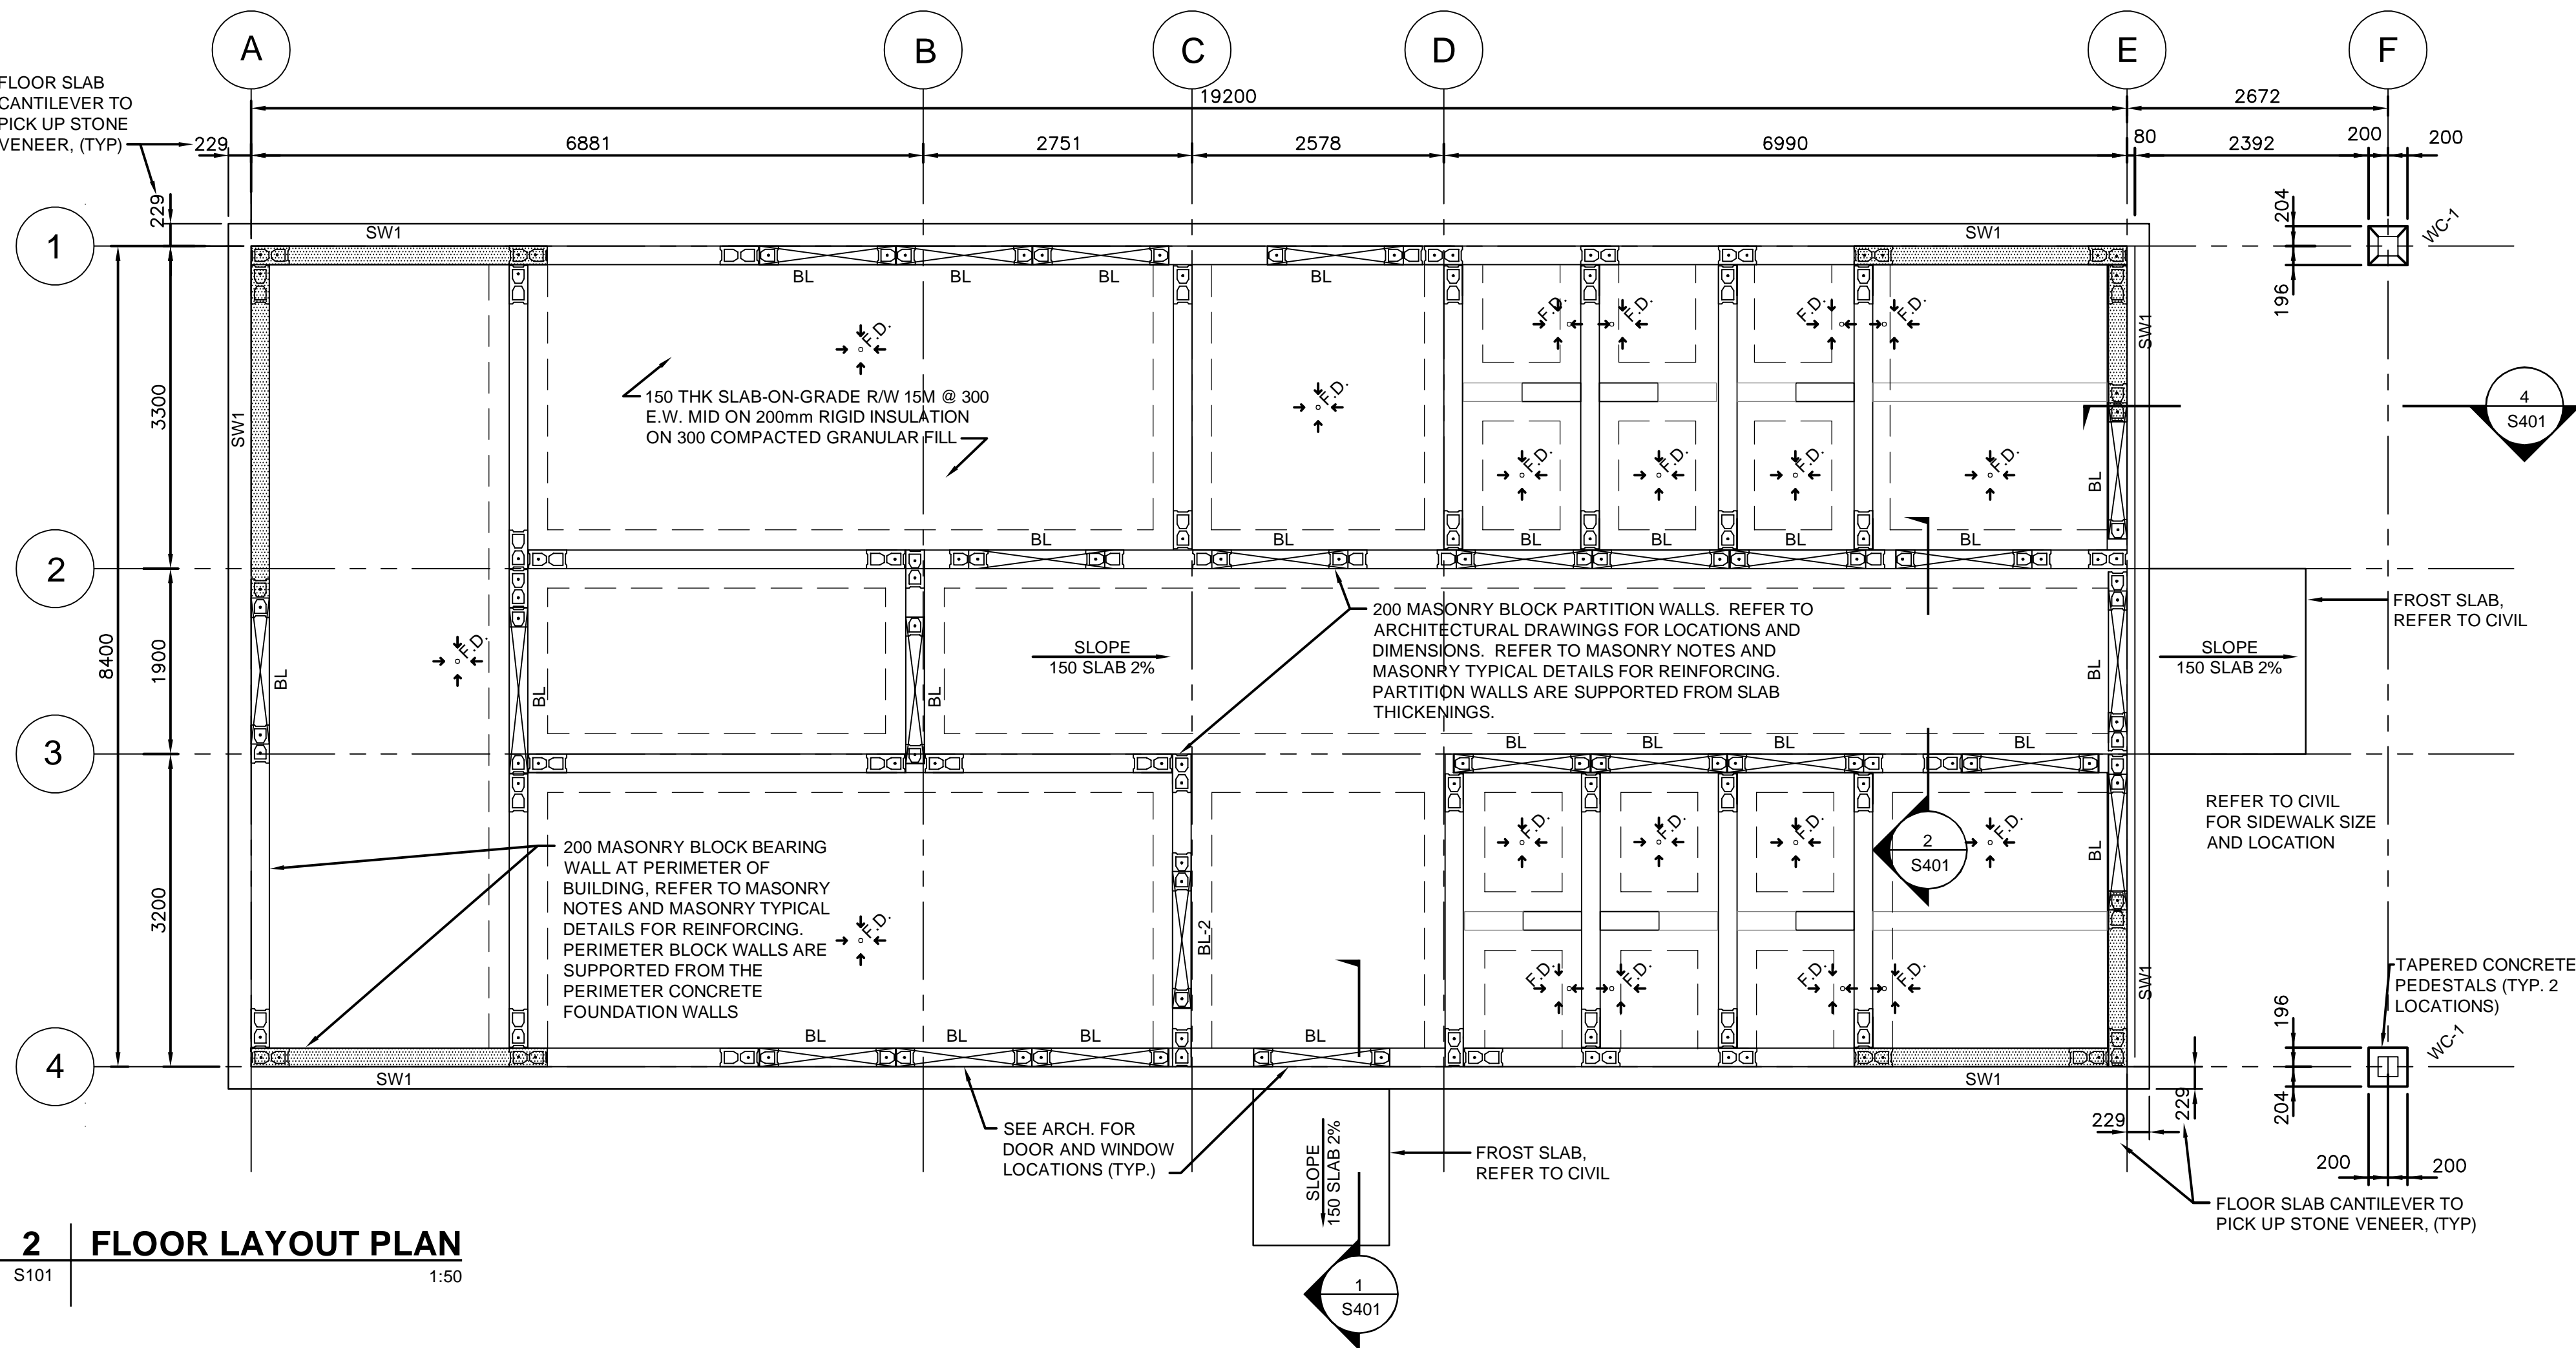 A
B
C
D
E
F
FLOOR SLAB
CANTILEVER TO
PICK UP STONE
VENEER, (TYP)
19200
2672
229
6881
2751
2578
6990
80
2392
200
200
229
204
196
WC-1
1
2
3
4
8400
3300
1900
3200
SW1
SW1
BL
BL
BL
BL
SW1
SW1
F.D.
F.D.
F.D.
F.D.
F.D.
F.D.
150 THK SLAB-ON-GRADE R/W 15M @ 300
E.W. MID ON 200mm RIGID INSULATION
ON 300 COMPACTED GRANULAR FILL
4
S401
F.D.
F.D.
F.D.
F.D.
BL
BL
BL
BL
BL
BL
BL
200 MASONRY BLOCK PARTITION WALLS. REFER TO
ARCHITECTURAL DRAWINGS FOR LOCATIONS AND
DIMENSIONS. REFER TO MASONRY NOTES AND
MASONRY TYPICAL DETAILS FOR REINFORCING.
PARTITION WALLS ARE SUPPORTED FROM SLAB
THICKENINGS.
FROST SLAB,
REFER TO CIVIL
F.D.
SLOPE
150 SLAB 2%
SLOPE
150 SLAB 2%
BL
BL
BL
BL
BL
BL
BL
BL
REFER TO CIVIL
FOR SIDEWALK SIZE
AND LOCATION
200 MASONRY BLOCK BEARING
WALL AT PERIMETER OF
BUILDING, REFER TO MASONRY
NOTES AND MASONRY TYPICAL
DETAILS FOR REINFORCING.
PERIMETER BLOCK WALLS ARE
SUPPORTED FROM THE
PERIMETER CONCRETE
FOUNDATION WALLS
F.D.
F.D.
F.D.
F.D.
F.D.
BL
2
S401
BL-2
F.D.
F.D.
F.D.
F.D.
SW1
TAPERED CONCRETE
PEDESTALS (TYP. 2
LOCATIONS)
196
204
WC-1
BL
BL
BL
BL
SW1
SW1
SEE ARCH. FOR
DOOR AND WINDOW
LOCATIONS (TYP.)
SLOPE
150 SLAB 2%
FROST SLAB,
REFER TO CIVIL
229
229
200
200
FLOOR SLAB CANTILEVER TO
PICK UP STONE VENEER, (TYP)
2
FLOOR LAYOUT PLAN
S101
1:50
1
S401